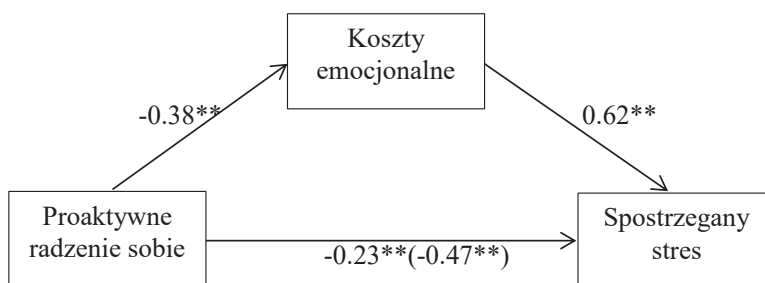 Koszty
emocjonalne
-0.38**
0.62**
Proaktywne
radzenie sobie
-0.23**(-0.47**)
Spostrzegany
stres